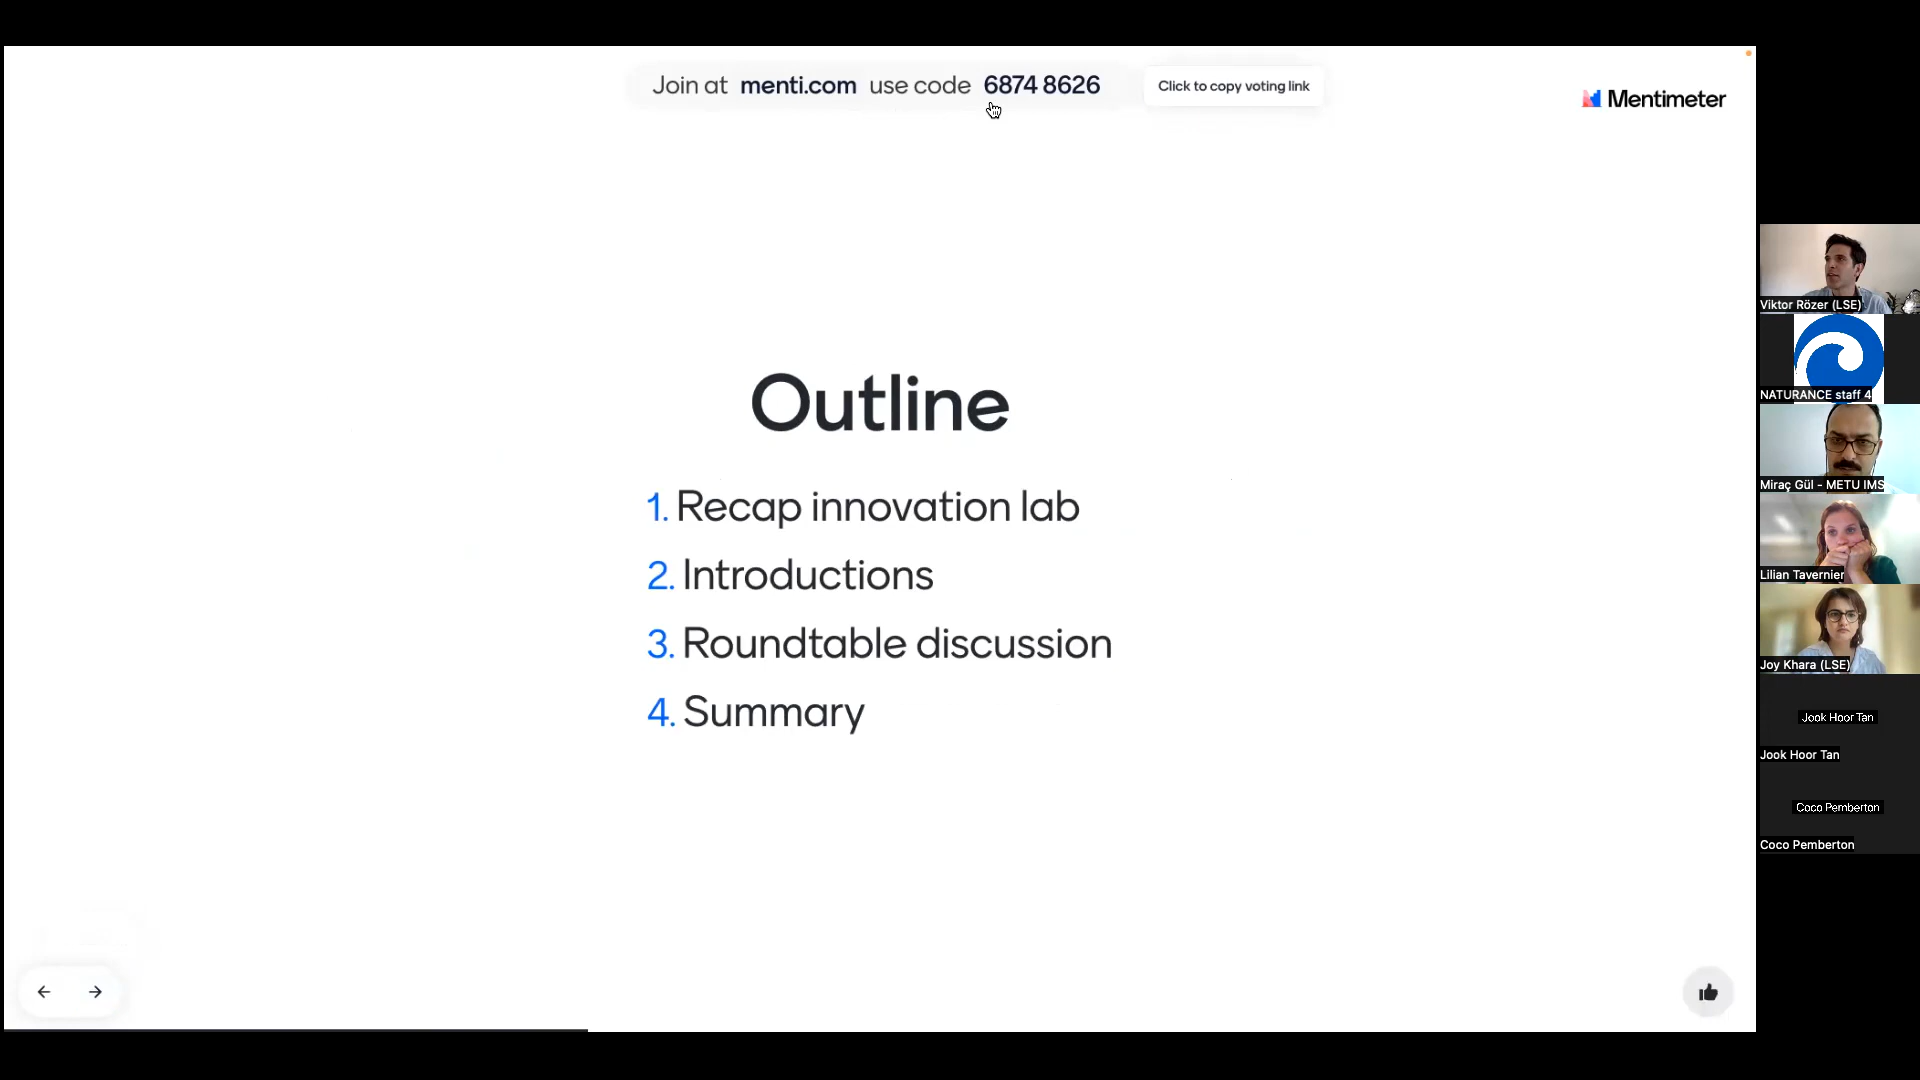 Join at menti.com use code 6874 8626
Click to copy voting link
Mentimeter
Outline
1. Recap innovation lab
2. Introductions
3. Roundtable discussion
4. Summary
Viktor Rözer (LSE)
NATURANCE staff 4
Miraç Gül - METU IMS
Lilian Tavernier
Joy Khara (LSE)
Jook Hoor Tan
Jook Hoor Tan
Coco Pemberton
Coco Pemberton